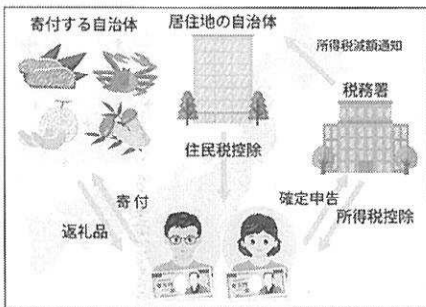 寄付する自治体
居住地の自治体
所得税減額通知
税務署
住民税控除
寄付
返礼品
確定申告
所得税控除